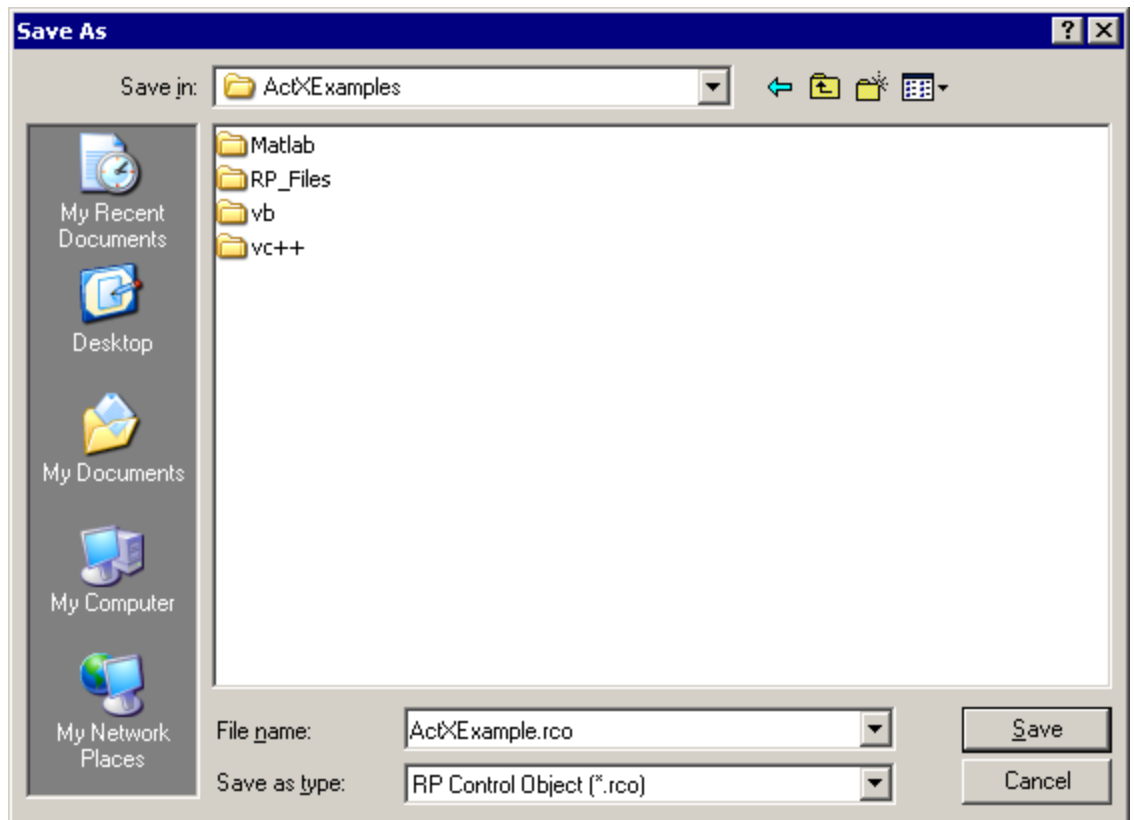 Save As
Save in: ActXExamples
Matlab
RP_Files
vb
vc++
My Recent
Documents
Desktop
My Documents
My Computer
My Network
Places
File name: ActXExample.rco Save
Save as type: RP Control Object (*.rco) Cancel